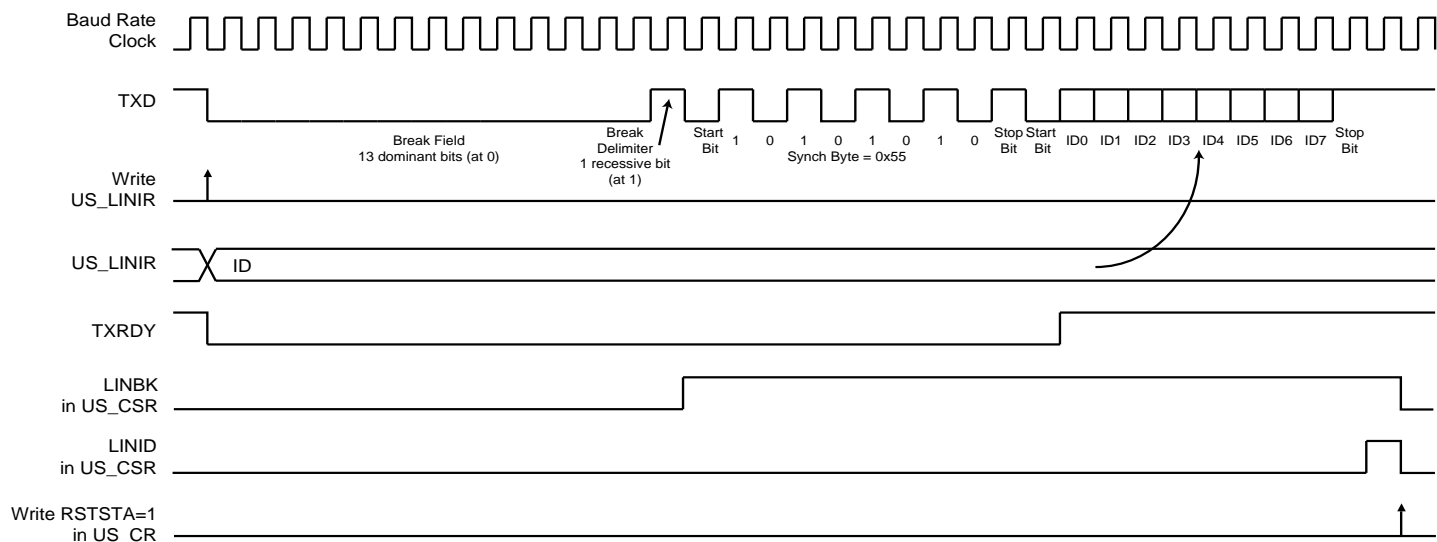 Baud Rate
Clock
TXD
Break Field
13 dominant bits (at 0)
Break
Delimiter
1 recessive bit
(at 1)
Start
Bit
1 0 1 0 1 0 1 0
Synch Byte = 0x55
Stop
Bit
Start
Bit
ID0 ID1 ID2 ID3 ID4 ID5 ID6 ID7
Stop
Bit
Write
US_LINIR
US_LINIR
ID
TXRDY
LINBK
in US_CSR
LINID
in US_CSR
Write RSTSTA=1
in US_CR